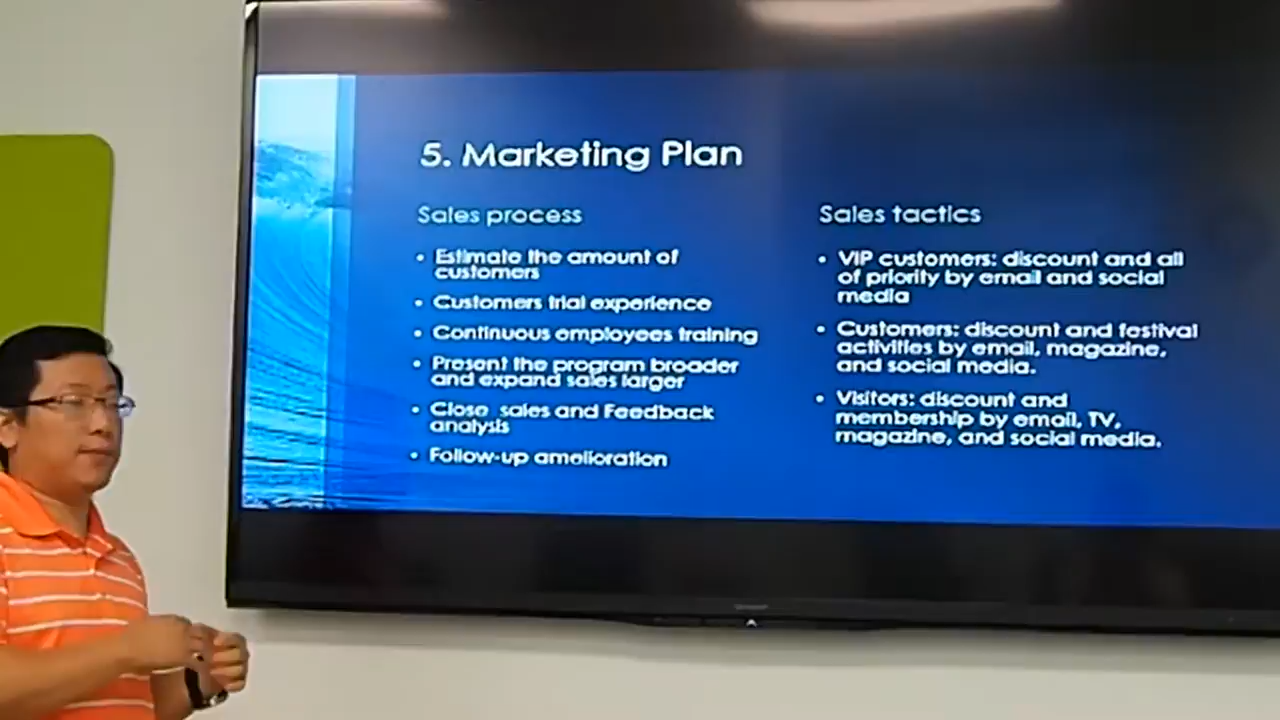 5. Marketing Plan
Sales process
• Estimate the amount of
customers
• Customers trial experience
• Continuous employees training
• Present the program broader
and expand sales larger
• Close sales and Feedback
analysis
• Follow-up amelioration
Sales tactics
• VIP customers: discount and all
of priority by email and social
media
• Customers: discount and festival
activities by email, magazine,
and social media.
• Visitors: discount and
membership by email, TV,
magazine, and social media.